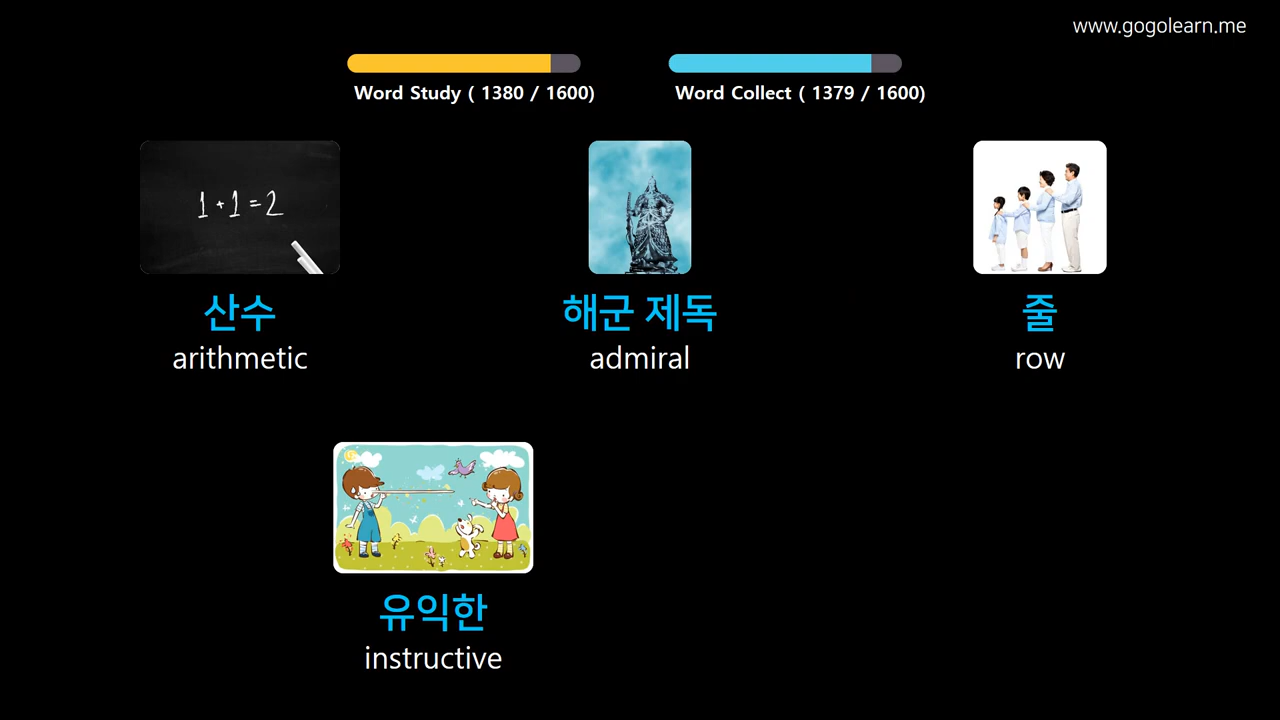 www.gogolearn.me
Word Study ( 1380 / 1600)
Word Collect ( 1379 / 1600)
1+1=2
산수
arithmetic
해군 제독
admiral
줄
row
유익한
instructive